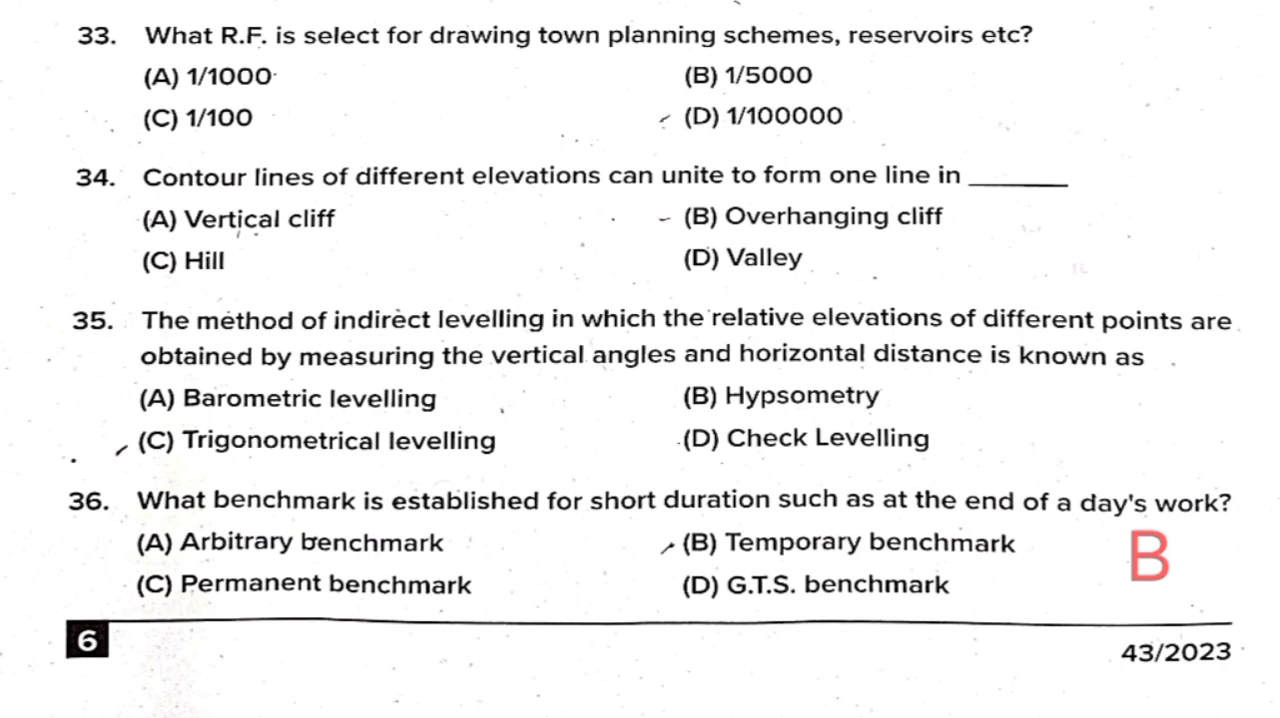 33. What R.F. is select for drawing town planning schemes, reservoirs etc?
(A) 1/1000 (B) 1/5000
(C) 1/100 (D) 1/100000
34. Contour lines of different elevations can unite to form one line in ________
(A) Vertical cliff (B) Overhanging cliff
(C) Hill (D) Valley
35. The method of indirect levelling in which the relative elevations of different points are
obtained by measuring the vertical angles and horizontal distance is known as
(A) Barometric levelling (B) Hypsometry
(C) Trigonometrical levelling (D) Check Levelling
36. What benchmark is established for short duration such as at the end of a day's work?
(A) Arbitrary benchmark (B) Temporary benchmark
B
(C) Permanent benchmark (D) G.T.S. benchmark
6
43/2023